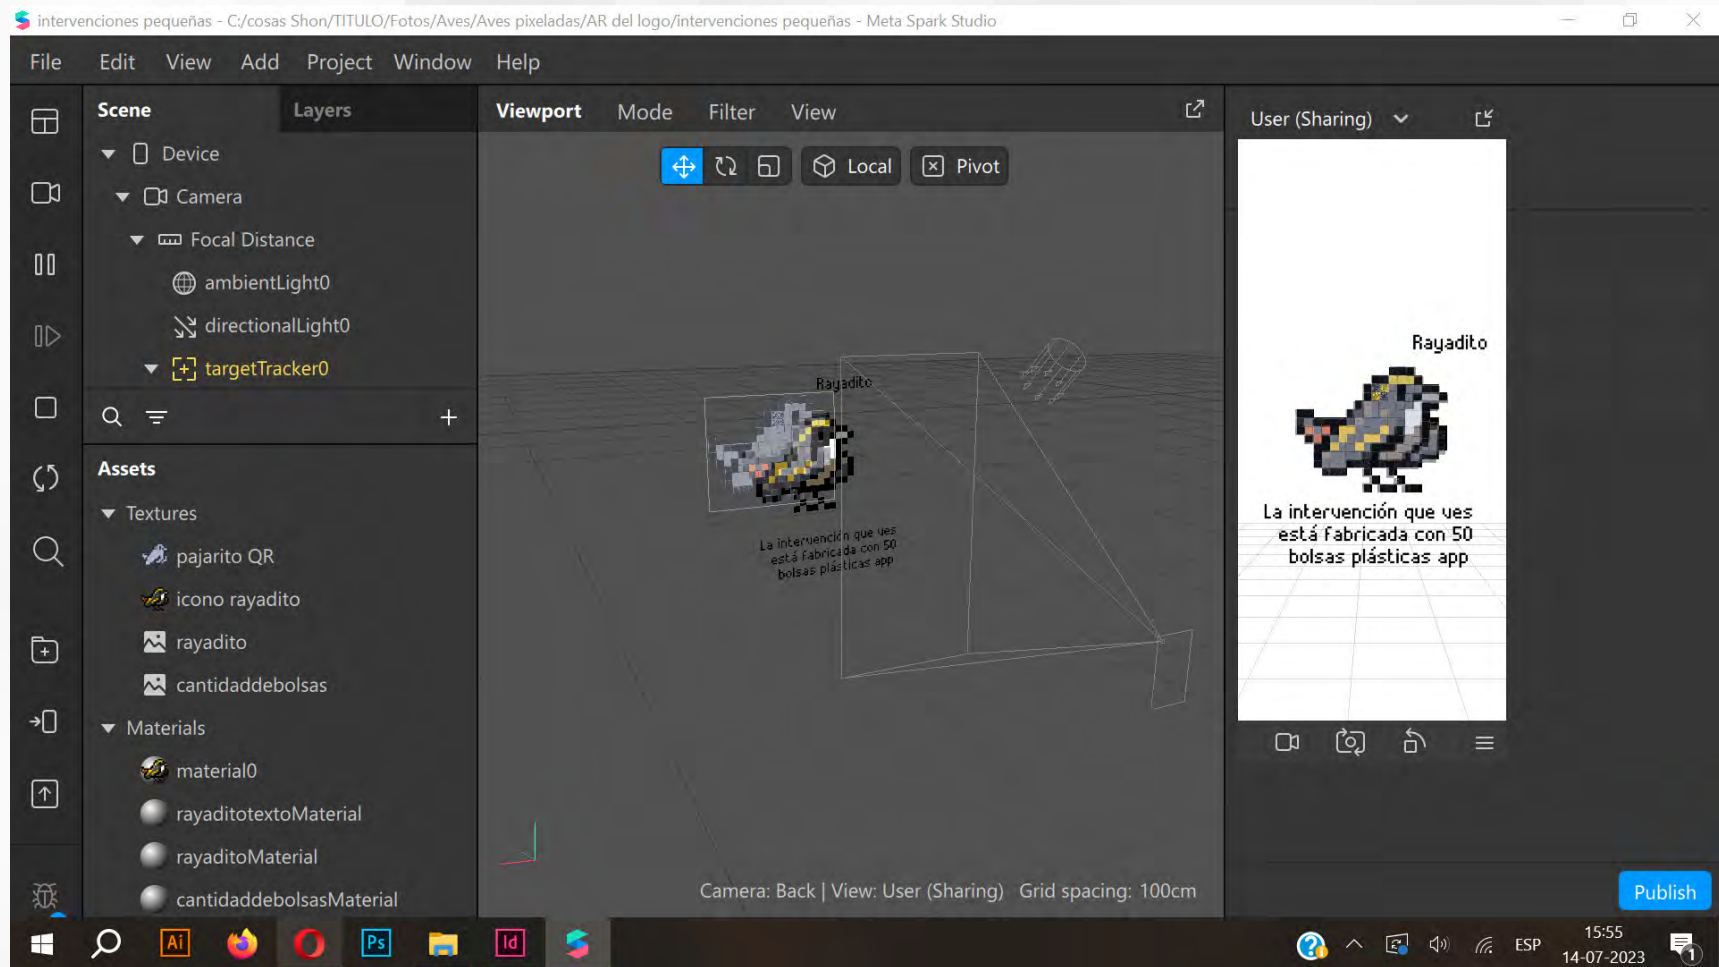 intervenciones pequeñas - C:/cosas Shon/TITULO/Fotos/Aves/Aves pixeladas/AR del logo/intervenciones pequeñas - Meta Spark Studio
File Edit View Add Project Window Help
Scene Layers
Device
Camera
Focal Distance
ambientLight0
directionalLight0
targetTracker0
Assets
Textures
pajarito QR
icono rayadito
rayadito
cantidaddebolsas
Materials
material0
rayaditotextoMaterial
rayaditoMaterial
cantidaddebolsasMaterial
Viewport Mode Filter View
Local Pivot
Rayadito
La intervención que ves
está fabricada con 50
bolsas plásticas app
Camera: Back | View: User (Sharing) Grid spacing: 100cm
User (Sharing)
Rayadito
La intervención que ves
está fabricada con 50
bolsas plásticas app
Publish
Ai Ps Id
ESP
15:55
14-07-2023
1